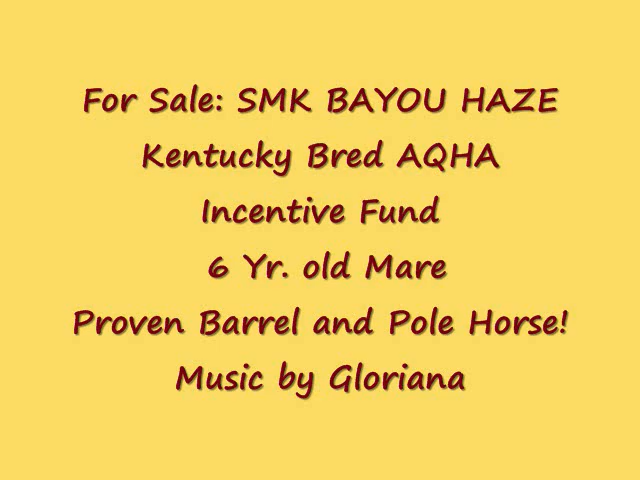 For Sale: SMK BAYOU HAZE
Kentucky Bred AQHA
Incentive Fund
6 Yr. old Mare
Proven Barrel and Pole Horse!
Music by Gloriana